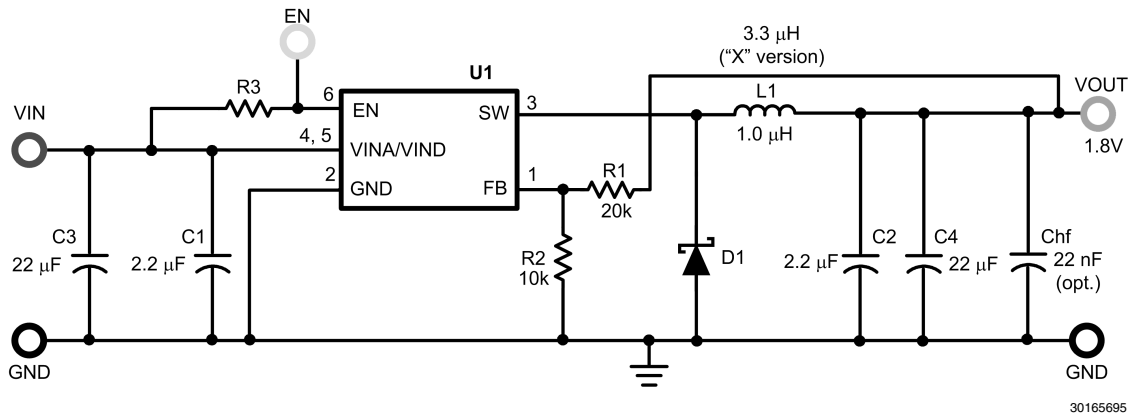 EN
3.3 μH
("X" version)
U1
R3
6
EN
SW
3
L1
VOUT
VIN
4, 5
VINA/VIND
1.0 μH
1.8V
2
GND
FB
1
R1
20k
C3
22 μF
C1
2.2 μF
R2
10k
D1
C2
2.2 μF
C4
22 μF
Chf
22 nF
(opt.)
GND
GND
30165695